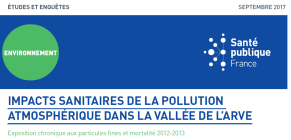 ÉTUDES ET ENQUÊTES
SEPTEMBRE 2017
ENVIRONNEMENT
Santé
publique
France
IMPACTS SANITAIRES DE LA POLLUTION
ATMOSPHÉRIQUE DANS LA VALLÉE DE L'ARVE
Exposition chronique aux particules fines et mortalité 2012-2013